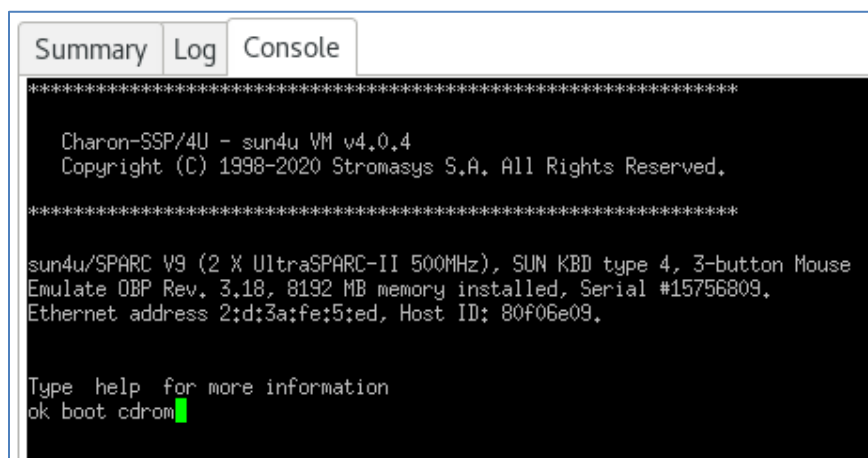 Summary Log Console
*****************************************************************
Charon-SSP/4U - sun4u VM v4.0.4
Copyright (C) 1998-2020 Stromasys S.A. All Rights Reserved.
*****************************************************************
sun4u/SPARC V9 (2 X UltraSPARC-II 500MHz), SUN KBD type 4, 3-button Mouse
Emulate OBP Rev. 3.18, 8192 MB memory installed, Serial #15756809.
Ethernet address 2:d:3a:fe:5:ed, Host ID: 80f06e09.
Type  help  for more information
ok boot cdrom